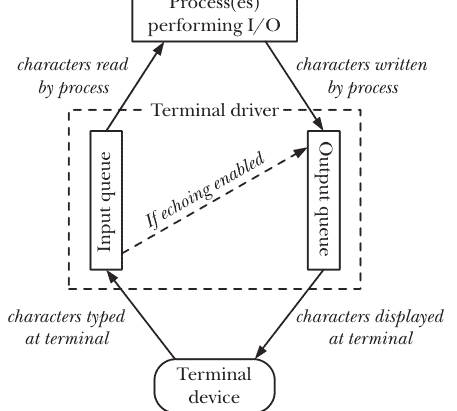 Process(es)
performing I/O
characters read
by process
characters written
by process
Terminal driver
Input queue
If echoing enabled
Output queue
characters typed
at terminal
characters displayed
at terminal
Terminal
device